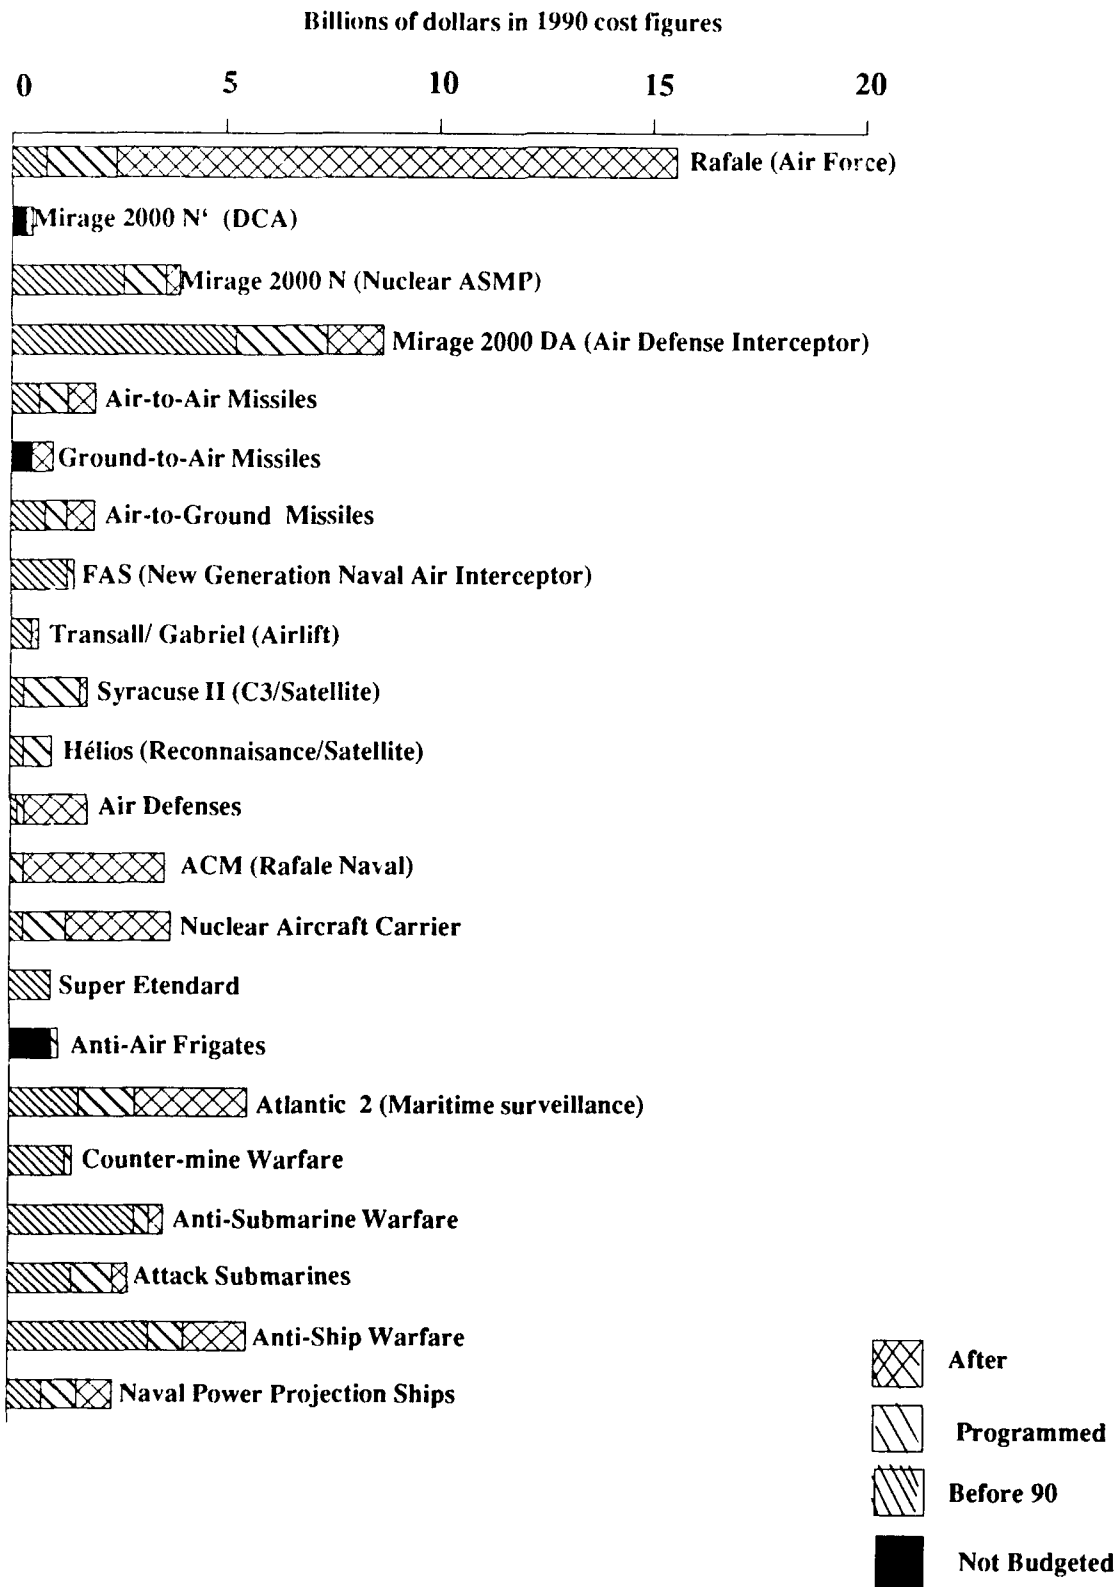 Billions of dollars in 1990 cost figures
0 5 10 15 20
Rafale (Air Force)
Mirage 2000 N‘ (DCA)
Mirage 2000 N (Nuclear ASMP)
Mirage 2000 DA (Air Defense Interceptor)
Air-to-Air Missiles
Ground-to-Air Missiles
Air-to-Ground Missiles
FAS (New Generation Naval Air Interceptor)
Transall/ Gabriel (Airlift)
Syracuse II (C3/Satellite)
Hélios (Reconnaisance/Satellite)
Air Defenses
ACM (Rafale Naval)
Nuclear Aircraft Carrier
Super Etendard
Anti-Air Frigates
Atlantic 2 (Maritime surveillance)
Counter-mine Warfare
Anti-Submarine Warfare
Attack Submarines
Anti-Ship Warfare
Naval Power Projection Ships
After
Programmed
Before 90
Not Budgeted